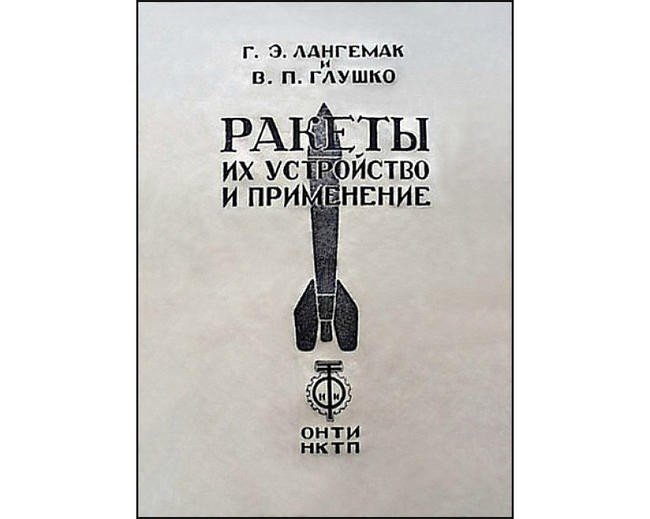 Г. Э. ЛАНГЕМАК
И
В. П. ГЛУШКО
РАКЕТЫ
ИХ УСТРОЙСТВО
И ПРИМЕНЕНИЕ
ОНТИ
НКТП